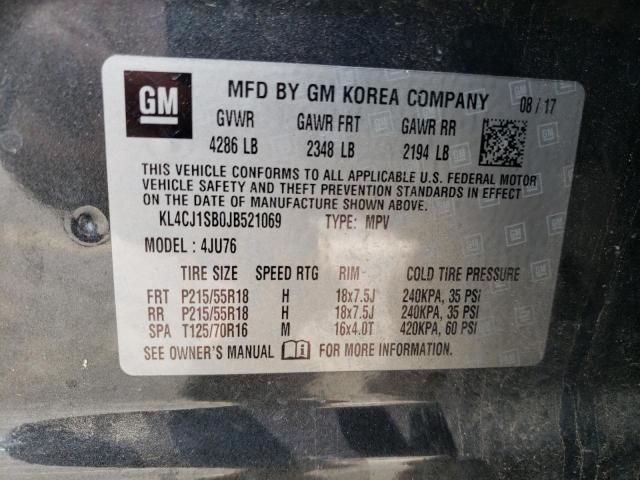 GM
MFD BY GM KOREA COMPANY 08 / 17
GVWR GAWR FRT GAWR RR
4286 LB 2348 LB 2194 LB
THIS VEHICLE CONFORMS TO ALL APPLICABLE U.S. FEDERAL MOTOR
VEHICLE SAFETY AND THEFT PREVENTION STANDARDS IN EFFECT
ON THE DATE OF MANUFACTURE SHOWN ABOVE.
KL4CJ1SB0JB521069 TYPE: MPV
MODEL : 4JU76
TIRE SIZE SPEED RTG RIM COLD TIRE PRESSURE
FRT P215/55R18 H 18x7.5J 240KPA, 35 PSI
RR P215/55R18 H 18x7.5J 240KPA, 35 PSI
SPA T125/70R16 M 16x4.0T 420KPA, 60 PSI
SEE OWNER'S MANUAL FOR MORE INFORMATION.